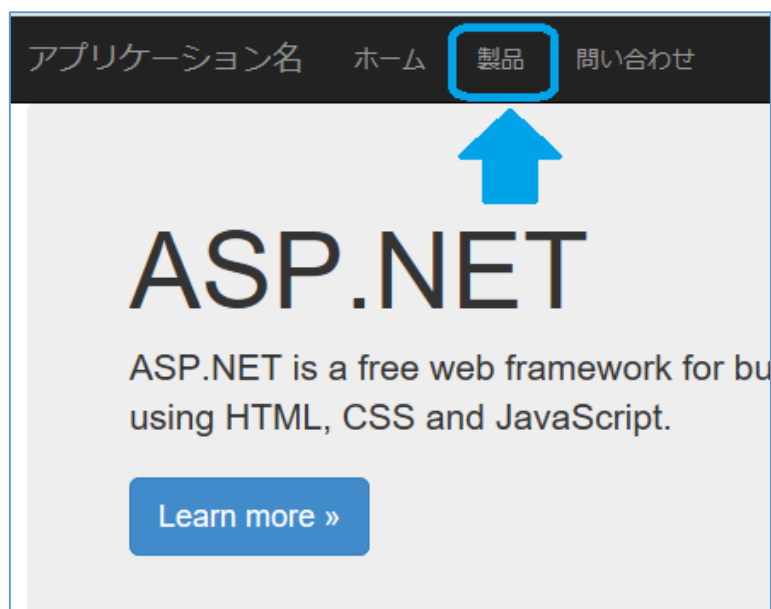 アプリケーション名 ホーム 製品 問い合わせ
ASP.NET
ASP.NET is a free web framework for bu
using HTML, CSS and JavaScript.
Learn more »